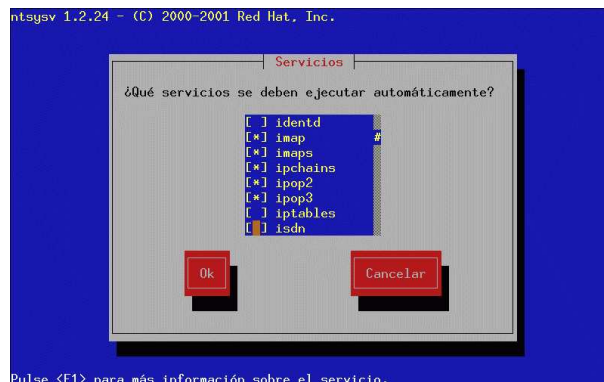 ntsysv 1.2.24 - (C) 2000-2001 Red Hat, Inc.
Servicios
¿Qué servicios se deben ejecutar automáticamente?
[ ] identd
[*] imap #
[*] imaps
[*] ipchains
[*] ipop2
[*] ipop3
[ ] iptables
[ ] isdn
Ok Cancelar
Pulse <F1> para más información sobre el servicio.